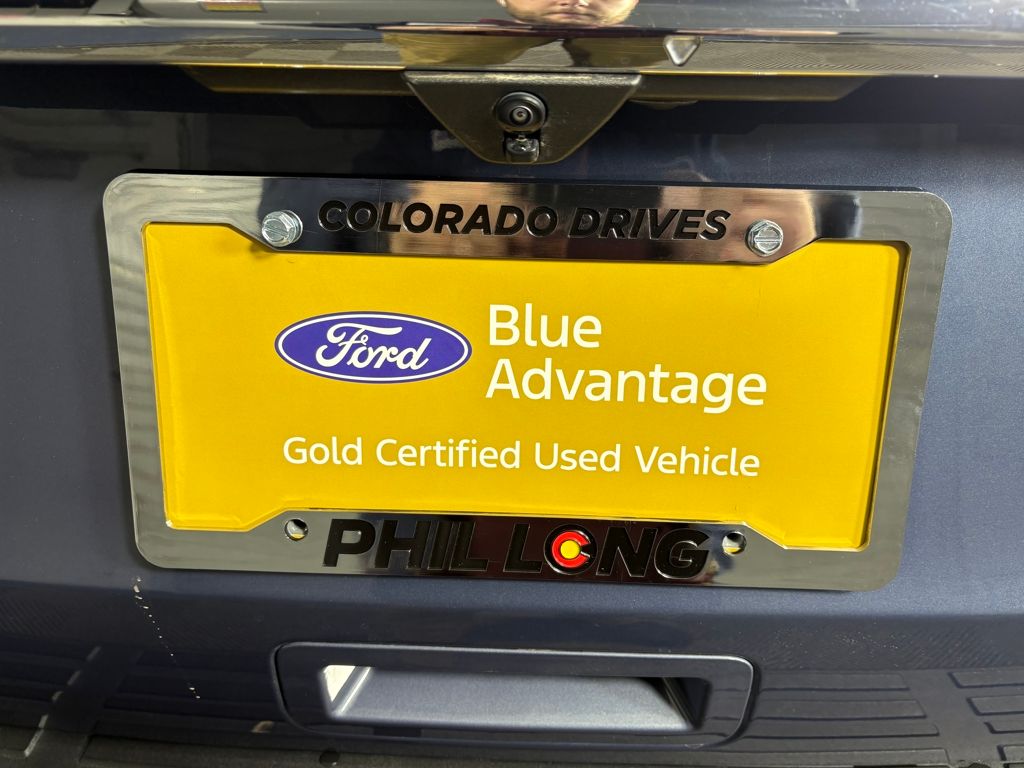 COLORADO DRIVES
Ford
Blue
Advantage
Gold Certified Used Vehicle
PHIL LONG